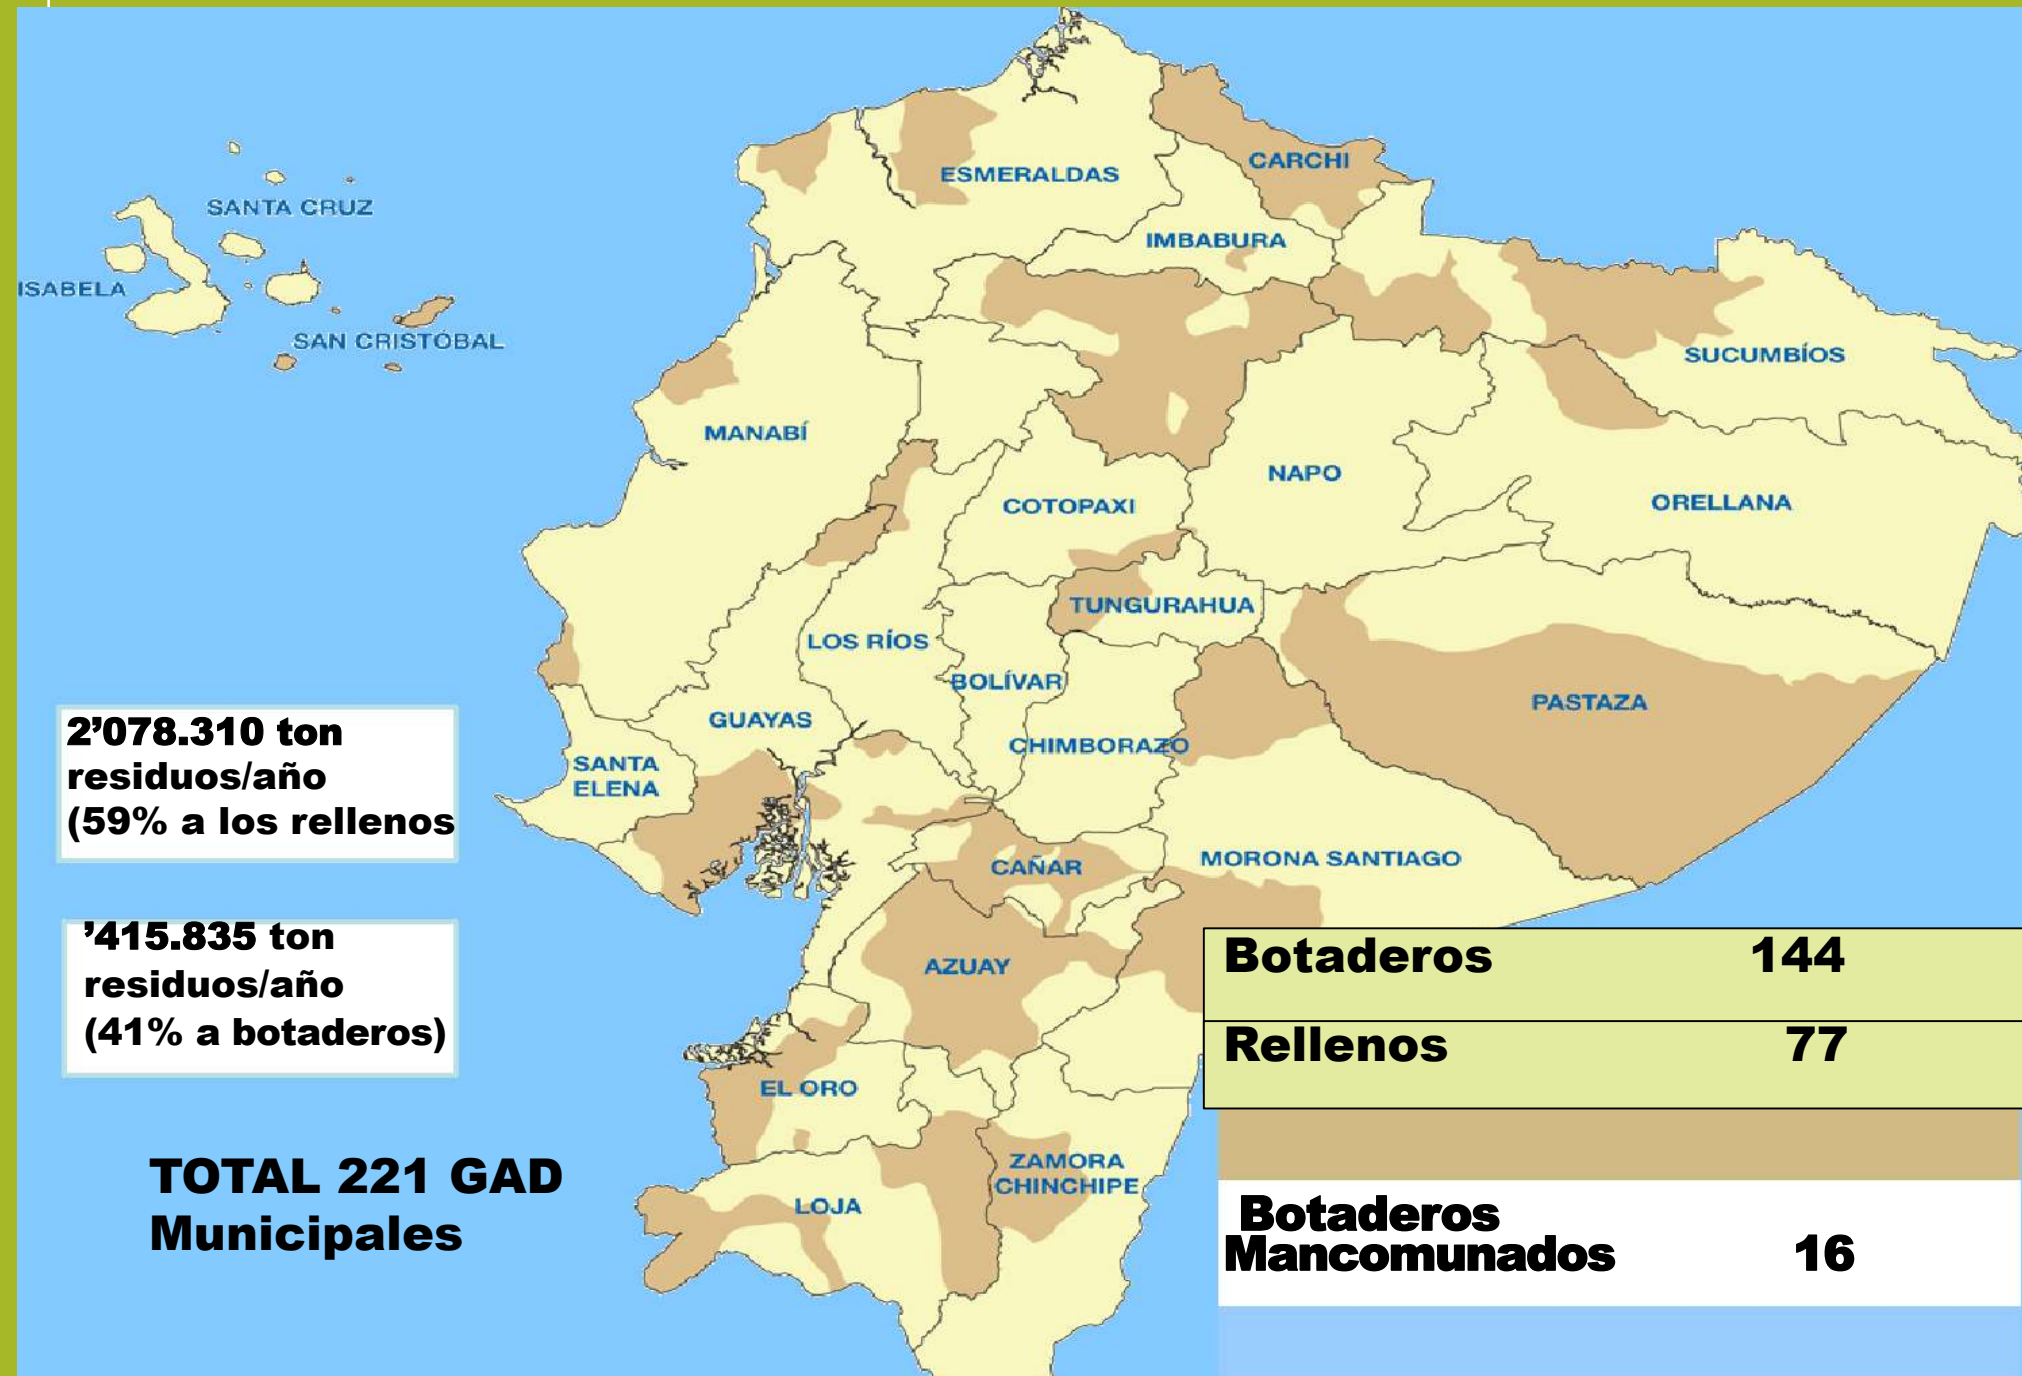 ESMERALDAS
CARCHI
IMBABURA
SANTA CRUZ
ISABELA
SAN CRISTÓBAL
SUCUMBÍOS
MANABÍ
NAPO
COTOPAXI
ORELLANA
TUNGURAHUA
LOS RÍOS
BOLÍVAR
PASTAZA
GUAYAS
CHIMBORAZO
SANTA
ELENA
CAÑAR
MORONA SANTIAGO
AZUAY
EL ORO
ZAMORA
CHINCHIPE
LOJA
2’078.310 ton
residuos/año
(59% a los rellenos
’415.835 ton
residuos/año
(41% a botaderos)
TOTAL 221 GAD
Municipales
Botaderos 144
Rellenos 77
Botaderos
Mancomunados 16